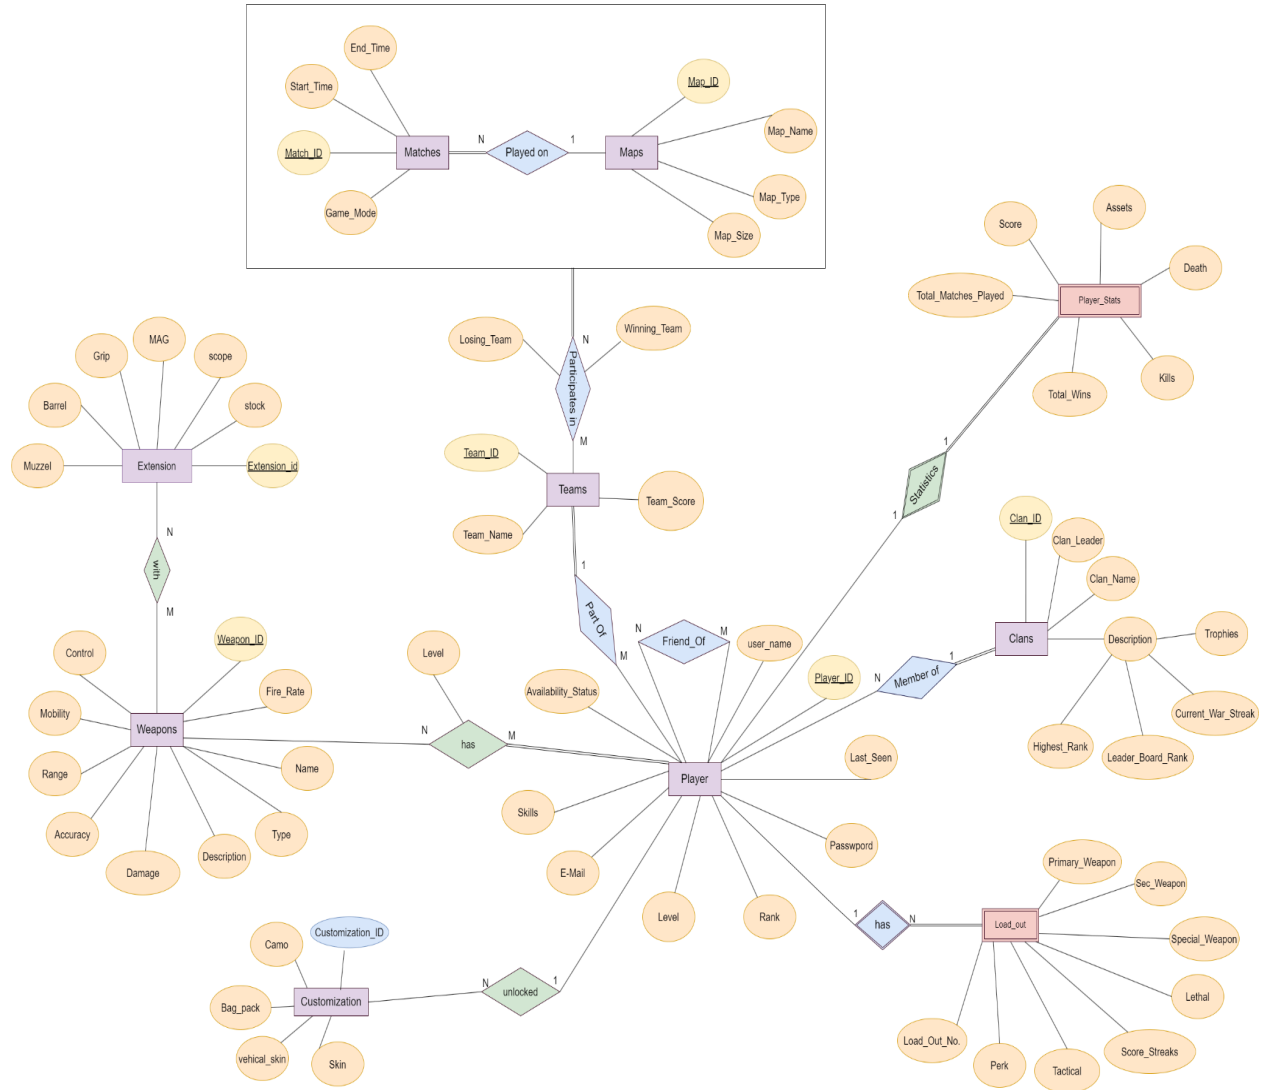 End_Time
Start_Time
Map_ID
Match_ID
Matches
N
Played on
1
Maps
Map_Name
Game_Mode
Map_Type
Map_Size
Score
Assets
Death
Total_Matches_Played
Player_Stats
Total_Wins
Kills
Losing_Team
N
Winning_Team
Participates in
M
MAG
Grip
scope
Barrel
stock
Muzzel
Extension
Extension_id
Team_ID
Teams
Team_Score
Team_Name
1
Statistics
1
N
with
M
1
Part Of
M
N
Friend_Of
M
user_name
Player_ID
Clan_ID
Clan_Leader
Clan_Name
Clans
Description
Trophies
1
Member of
N
Current_War_Streak
Highest_Rank
Leader_Board_Rank
Weapon_ID
Control
Level
Fire_Rate
Mobility
Weapons
N
has
M
Availability_Status
Range
Name
Last_Seen
Player
Accuracy
Type
Skills
Damage
Description
E-Mail
Passwpord
Level
Rank
Primary_Weapon
Sec_Weapon
1
has
N
Load_out
Special_Weapon
Customization_ID
Camo
Customization
N
unlocked
1
Bag_pack
vehical_skin
Skin
Lethal
Load_Out_No.
Perk
Tactical
Score_Streaks